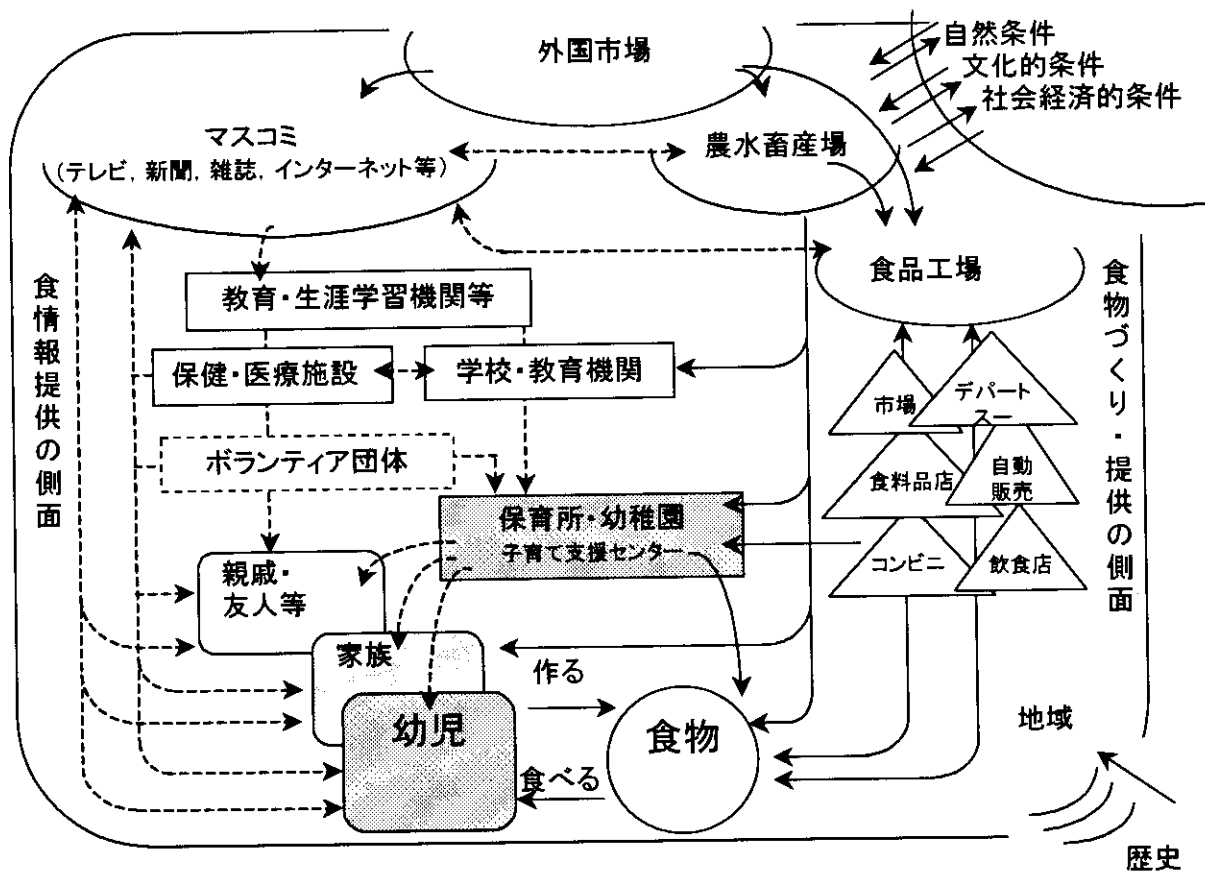 外国市場
自然条件
文化的条件
社会経済的条件
マスコミ
(テレビ, 新聞, 雑誌, インターネット等)
農水畜産場
食品工場
食情報提供の側面
食物づくり・提供の側面
教育・生涯学習機関等
保健・医療施設
学校・教育機関
市場
デパート
スー
ボランティア団体
食料品店
自動
販売
保育所・幼稚園
子育て支援センター
コンビニ
飲食店
親戚・
友人等
家族
作る
幼児
食物
食べる
地域
歴史